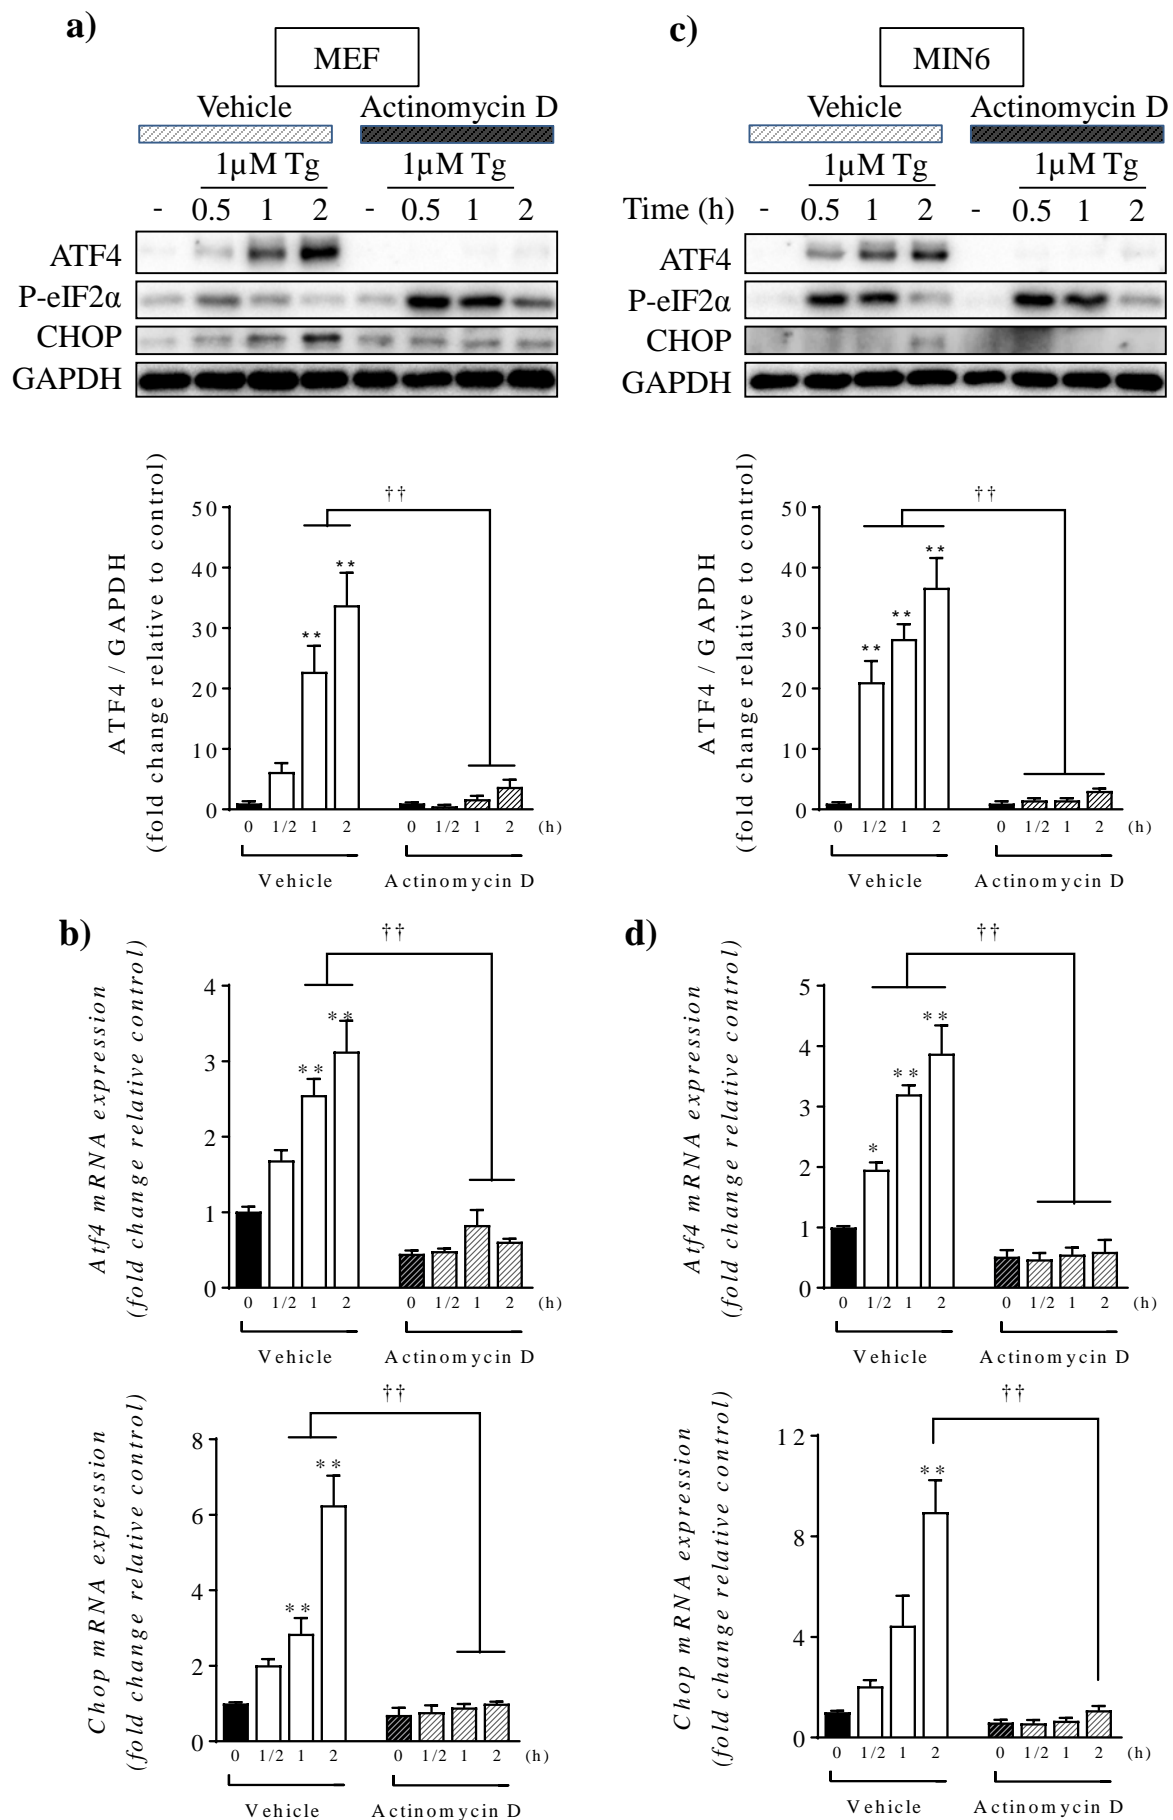 a)
MEF
Vehicle Actinomycin D
1µM Tg 1µM Tg
- 0.5 1 2 - 0.5 1 2
ATF4
P-eIF2α
CHOP
GAPDH
ATF4 / GAPDH
(fold change relative to control)
50
40
30
20
10
0
††
**
**
0 1/2 1 2 0 1/2 1 2 (h)
Vehicle Actinomycin D
c)
MIN6
Vehicle Actinomycin D
1µM Tg 1µM Tg
Time (h) - 0.5 1 2 - 0.5 1 2
ATF4
P-eIF2α
CHOP
GAPDH
ATF4 / GAPDH
(fold change relative to control)
50
40
30
20
10
0
††
**
**
**
0 1/2 1 2 0 1/2 1 2 (h)
Vehicle Actinomycin D
b)
Atf4 mRNA expression
(fold change relative control)
4
3
2
1
0
††
**
**
0 1/2 1 2 0 1/2 1 2 (h)
Vehicle Actinomycin D
Chop mRNA expression
(fold change relative control)
8
6
4
2
0
††
**
**
0 1/2 1 2 0 1/2 1 2 (h)
Vehicle Actinomycin D
d)
Atf4 mRNA expression
(fold change relative control)
5
4
3
2
1
0
††
**
**
*
0 1/2 1 2 0 1/2 1 2 (h)
Vehicle Actinomycin D
Chop mRNA expression
(fold change relative control)
12
8
4
0
††
**
0 1/2 1 2 0 1/2 1 2 (h)
Vehicle Actinomycin D